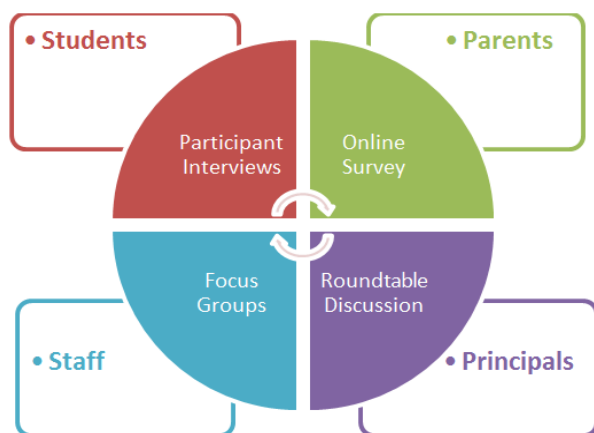 • Students
• Parents
Participant
Interviews
Online
Survey
Focus
Groups
Roundtable
Discussion
• Staff
• Principals